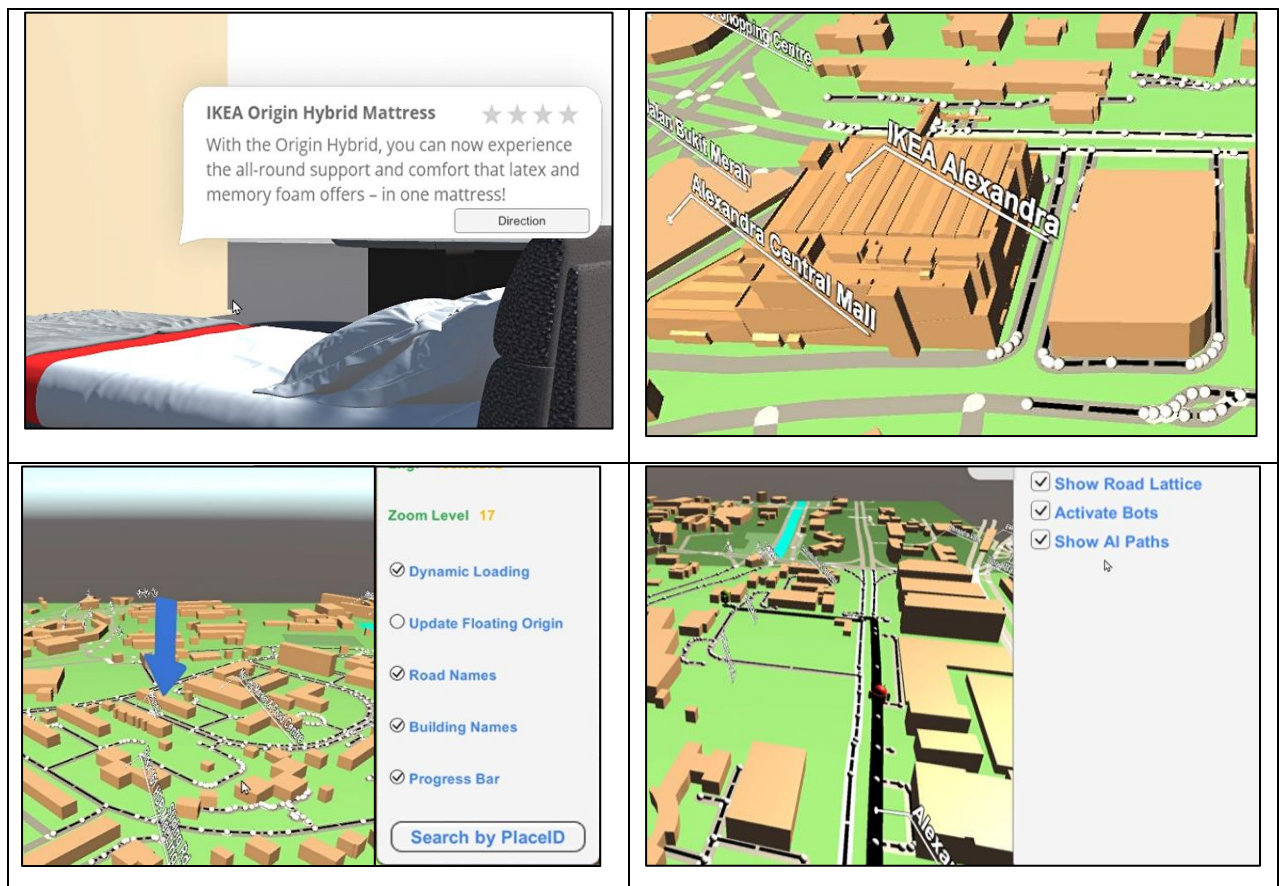 IKEA Origin Hybrid Mattress
With the Origin Hybrid, you can now experience
the all-round support and comfort that latex and
memory foam offers – in one mattress!
Direction
Shopping Centre
Jalan Bukit Merah
IKEA Alexandra
Alexandra Central Mall
Zoom Level 17
Dynamic Loading
Update Floating Origin
Road Names
Building Names
Progress Bar
Search by PlaceID
Show Road Lattice
Activate Bots
Show AI Paths